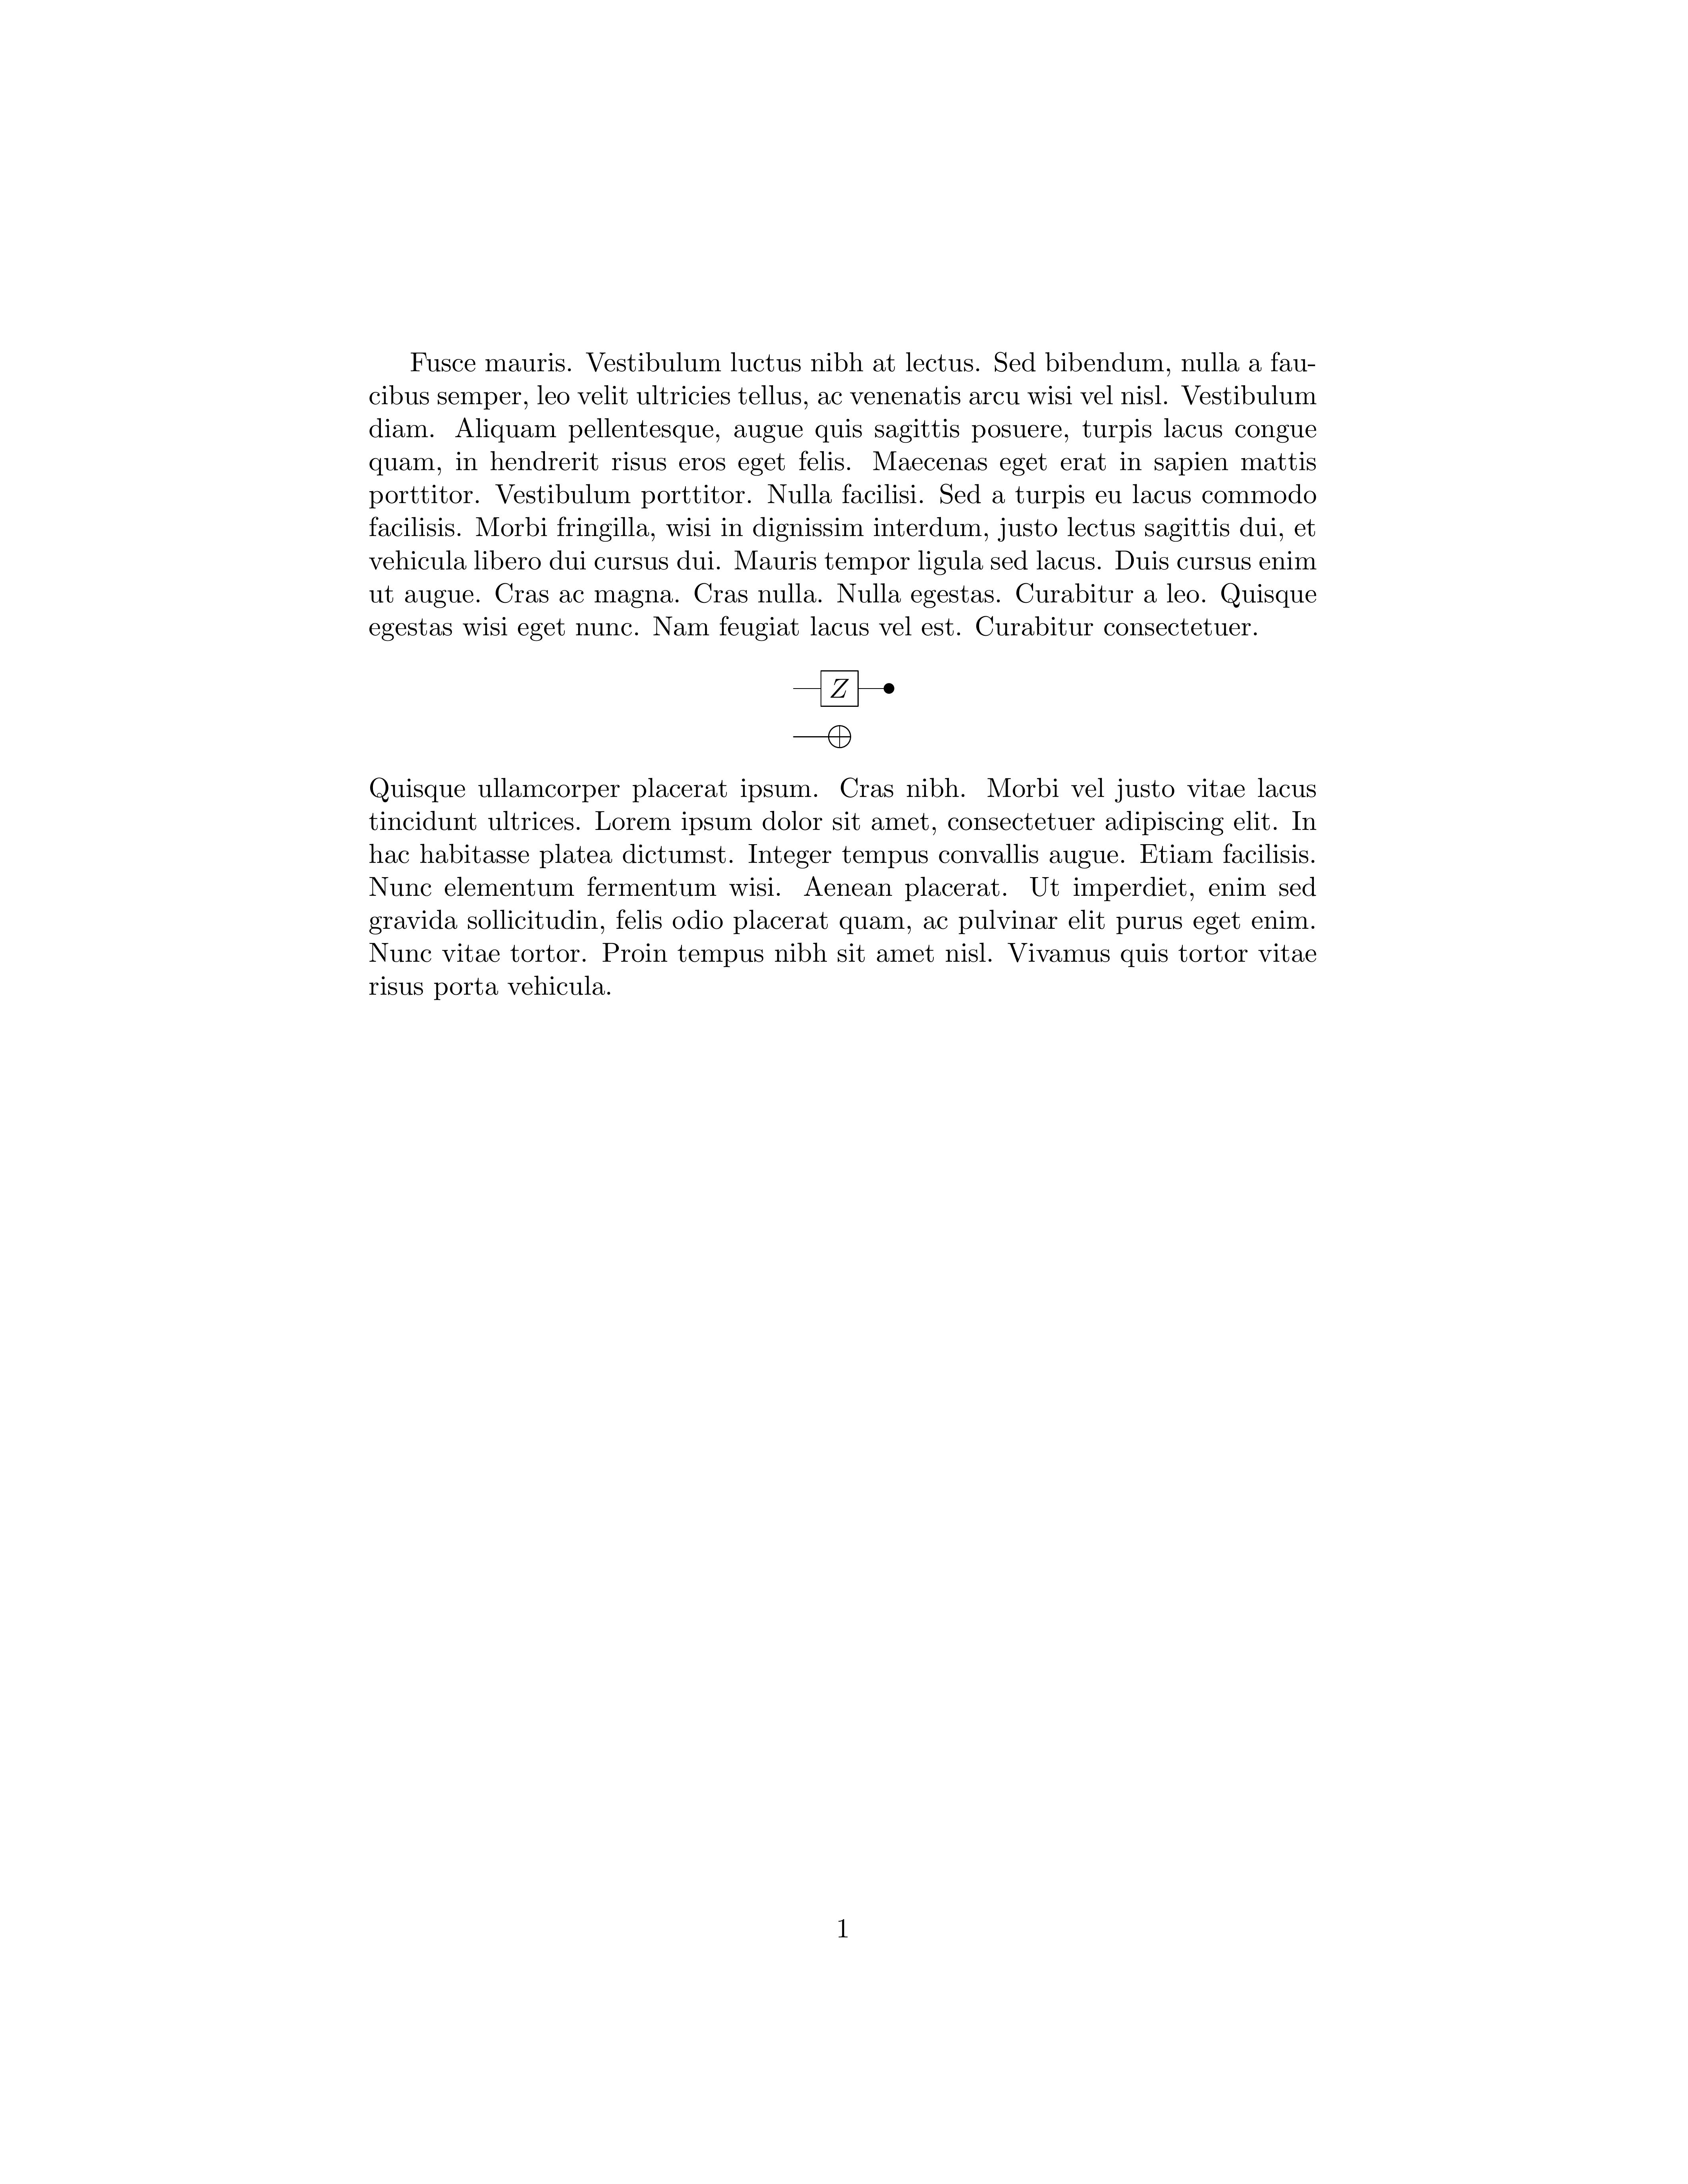 Fusce mauris. Vestibulum luctus nibh at lectus. Sed bibendum, nulla a fau-
cibus semper, leo velit ultricies tellus, ac venenatis arcu wisi vel nisl. Vestibulum
diam. Aliquam pellentesque, augue quis sagittis posuere, turpis lacus congue
quam, in hendrerit risus eros eget felis. Maecenas eget erat in sapien mattis
porttitor. Vestibulum porttitor. Nulla facilisi. Sed a turpis eu lacus commodo
facilisis. Morbi fringilla, wisi in dignissim interdum, justo lectus sagittis dui, et
vehicula libero dui cursus dui. Mauris tempor ligula sed lacus. Duis cursus enim
ut augue. Cras ac magna. Cras nulla. Nulla egestas. Curabitur a leo. Quisque
egestas wisi eget nunc. Nam feugiat lacus vel est. Curabitur consectetuer.
Z
Quisque ullamcorper placerat ipsum. Cras nibh. Morbi vel justo vitae lacus
tincidunt ultrices. Lorem ipsum dolor sit amet, consectetuer adipiscing elit. In
hac habitasse platea dictumst. Integer tempus convallis augue. Etiam facilisis.
Nunc elementum fermentum wisi. Aenean placerat. Ut imperdiet, enim sed
gravida sollicitudin, felis odio placerat quam, ac pulvinar elit purus eget enim.
Nunc vitae tortor. Proin tempus nibh sit amet nisl. Vivamus quis tortor vitae
risus porta vehicula.
1